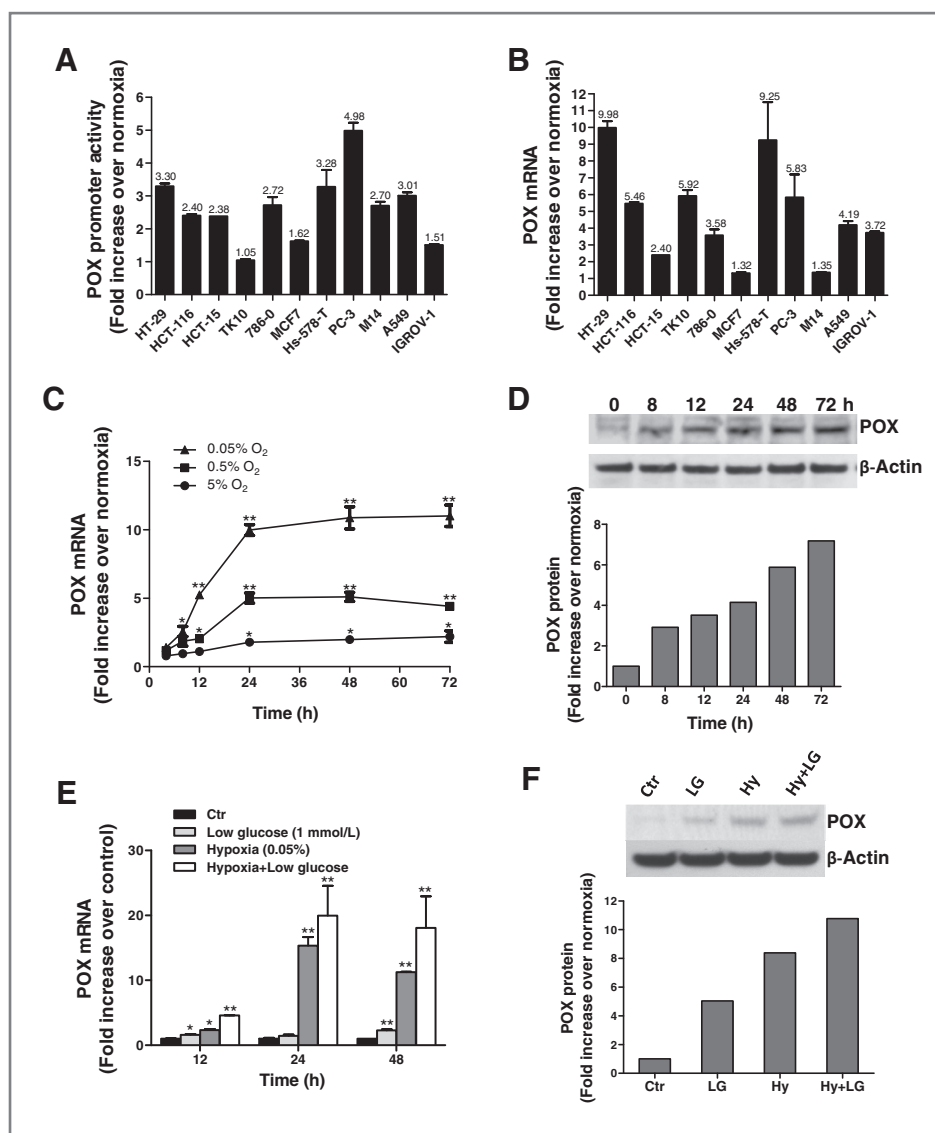 A
POX promoter activity
(Fold increase over normoxia)
6
5
4
3
2
1
0
3.30
2.40
2.38
1.05
2.72
1.62
3.28
4.98
2.70
3.01
1.51
HT-29
HCT-116
HCT-15
TK10
786-0
MCF7
Hs-578-T
PC-3
M14
A549
IGROV-1
B
POX mRNA
(Fold increase over normoxia)
12
11
10
9
8
7
6
5
4
3
2
1
0
9.98
5.46
2.40
5.92
3.58
1.32
9.25
5.83
1.35
4.19
3.72
HT-29
HCT-116
HCT-15
TK10
786-0
MCF7
Hs-578-T
PC-3
M14
A549
IGROV-1
C
0.05% O₂
0.5% O₂
5% O₂
POX mRNA
(Fold increase over normoxia)
15
10
5
0
** ** **
**
*
** ** **
*
* * *
0 12 24 36 48 60 72
Time (h)
D
0 8 12 24 48 72 h
POX
β-Actin
POX protein
(Fold increase over normoxia)
8
6
4
2
0
0 8 12 24 48 72
Time (h)
E
Ctr
Low glucose (1 mmol/L)
Hypoxia (0.05%)
Hypoxia+Low glucose
POX mRNA
(Fold increase over control)
30
20
10
0
* * **
** **
** ** **
12 24 48
Time (h)
F
Ctr LG Hy Hy+LG
POX
β-Actin
POX protein
(Fold increase over normoxia)
12
10
8
6
4
2
0
Ctr LG Hy Hy+LG